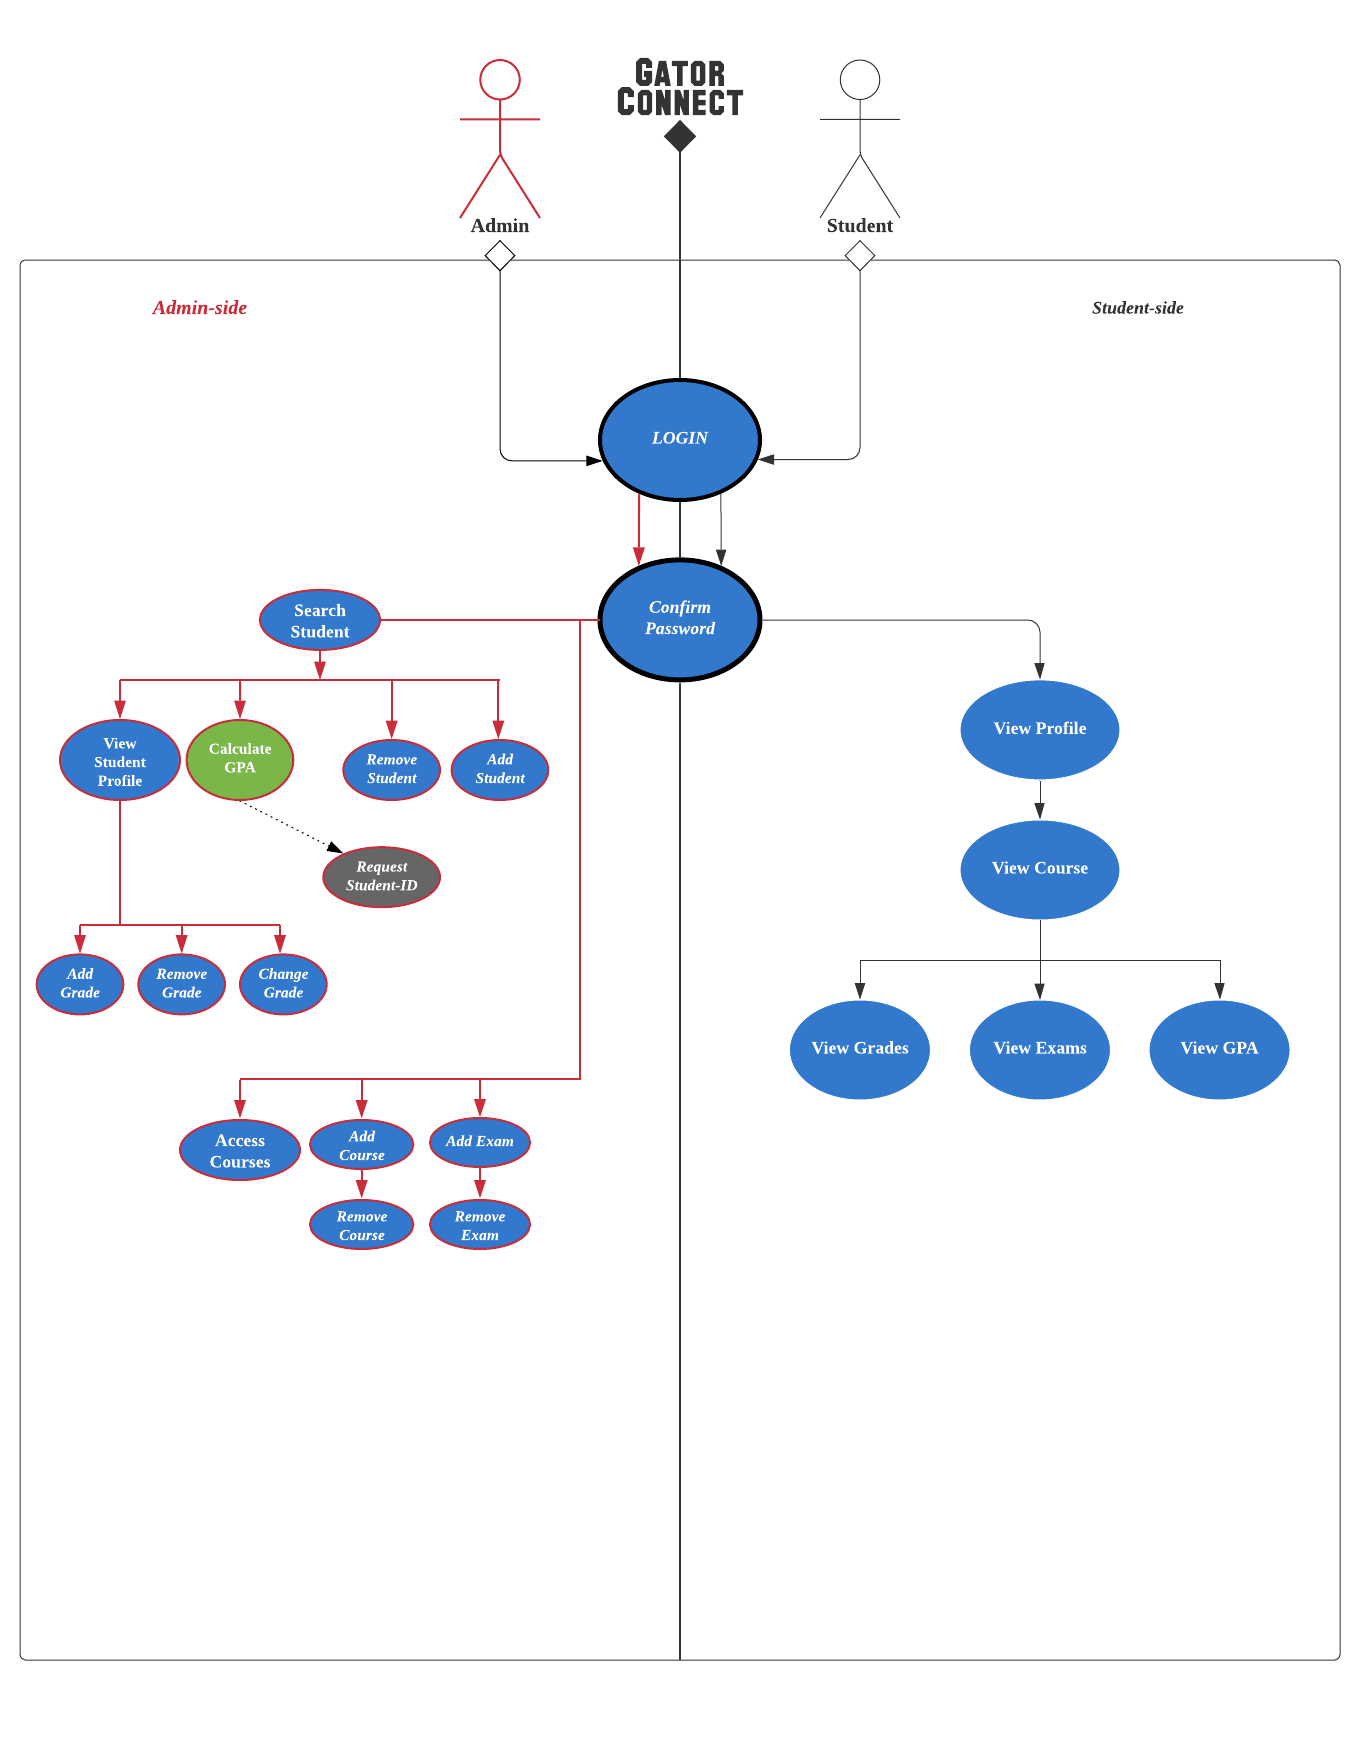 GATOR
CONNECT
Admin
Student
Admin-side
Student-side
LOGIN
Confirm
Password
Search
Student
View
Student
Profile
Calculate
GPA
Remove
Student
Add
Student
Request
Student-ID
Add
Grade
Remove
Grade
Change
Grade
Access
Courses
Add
Course
Add Exam
Remove
Course
Remove
Exam
View Profile
View Course
View Grades
View Exams
View GPA